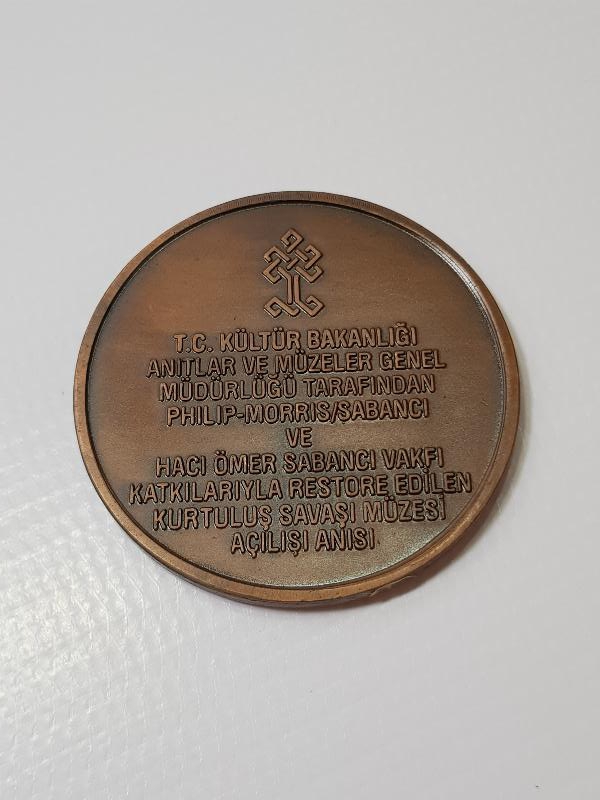 T.C. KÜLTÜR BAKANLIĞI
ANITLAR VE MÜZELER GENEL
MÜDÜRLÜĞÜ TARAFINDAN
PHILIP-MORRIS/SABANCI
VE
HACI ÖMER SABANCI VAKFI
KATKILARIYLA RESTORE EDİLEN
KURTULUŞ SAVAŞI MÜZESİ
AÇILIŞI ANISI